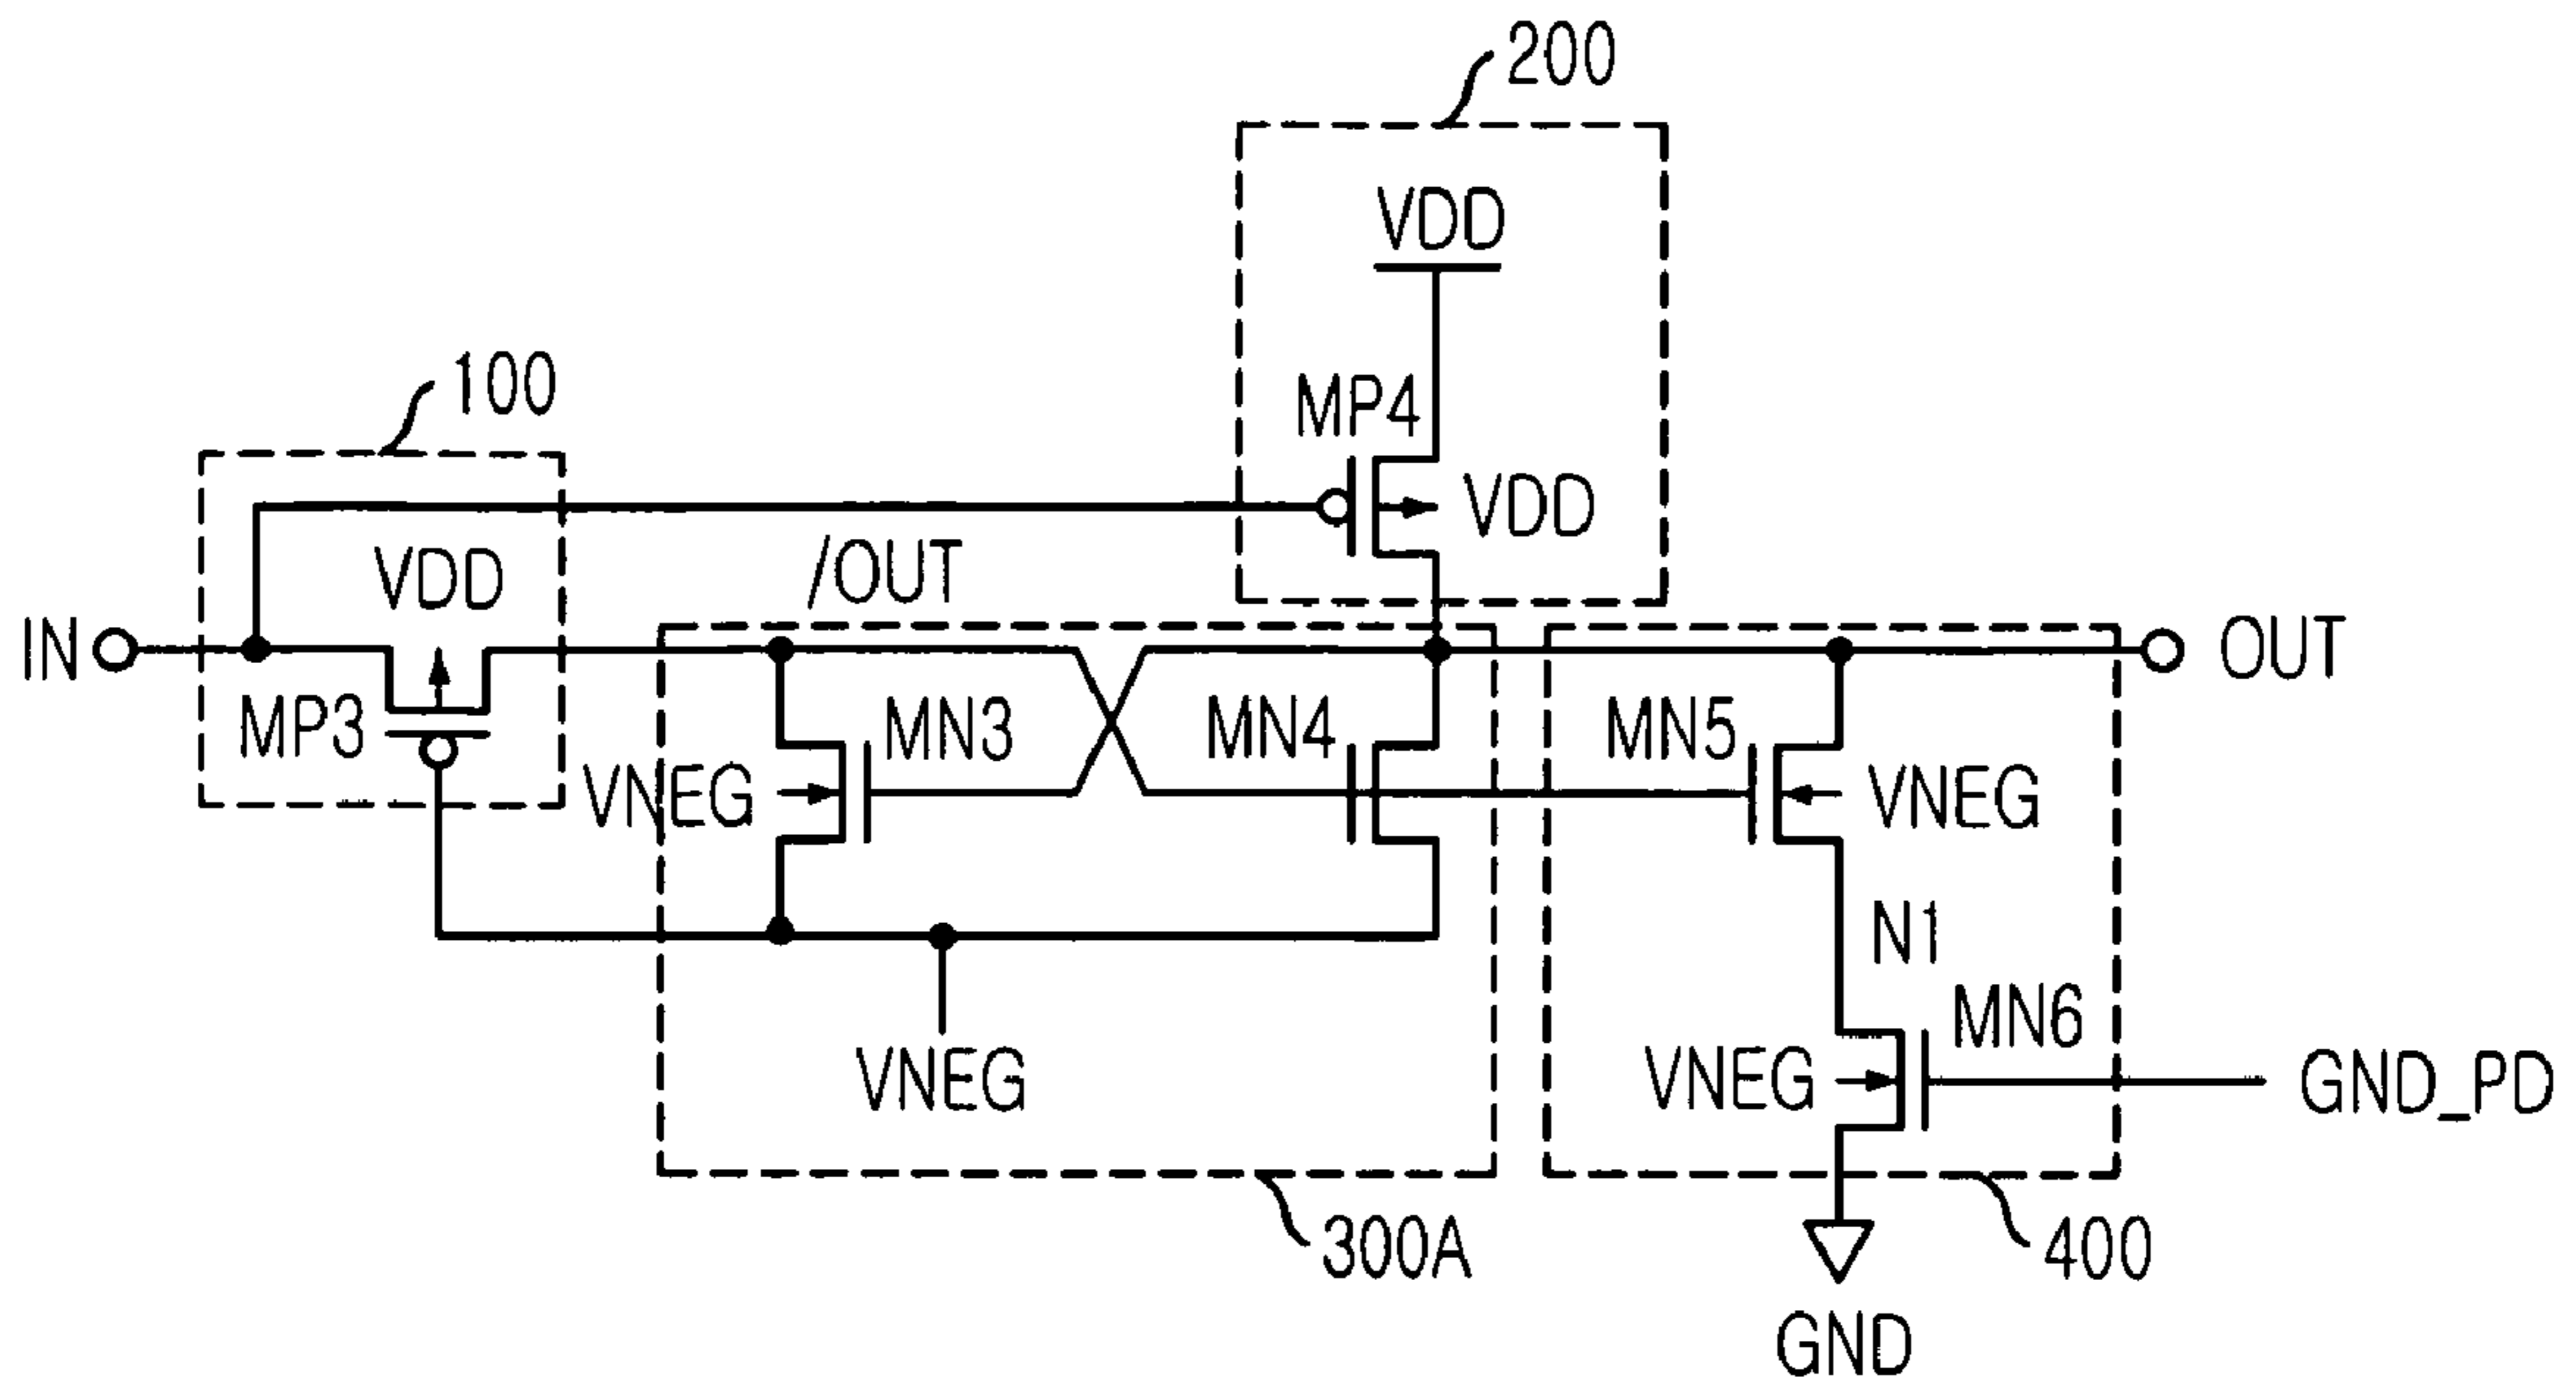 200
VDD
100
MP4
VDD
VDD
/OUT
IN
OUT
MP3
MN3
MN4
MN5
VNEG
VNEG
N1
MN6
VNEG
VNEG
GND_PD
300A
400
GND